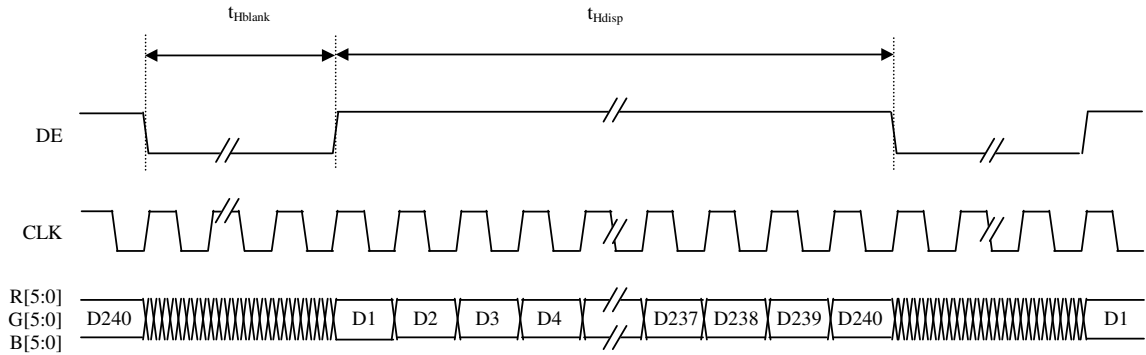 tHblank tHdisp
DE
CLK
R[5:0]
G[5:0]
B[5:0]
D240 D1 D2 D3 D4 D237 D238 D239 D240 D1